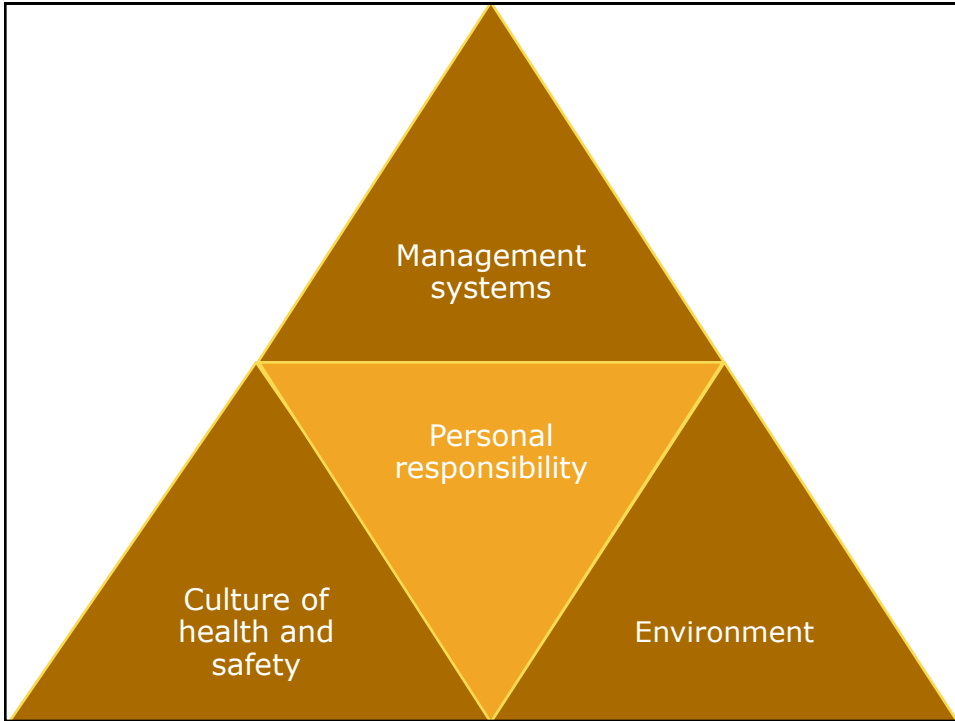 Management
systems
Personal
responsibility
Culture of
health and
safety
Environment